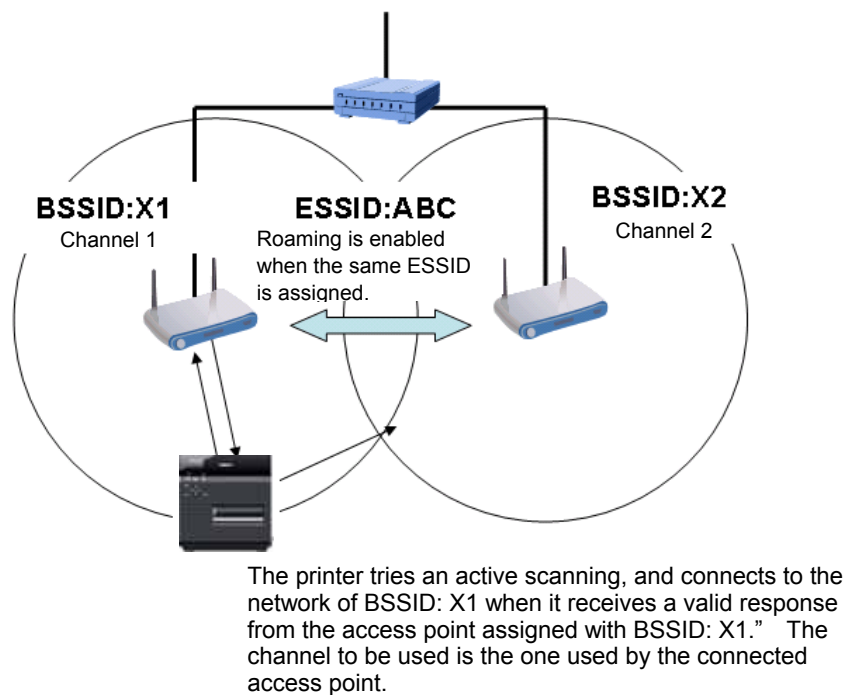 BSSID:X1
Channel 1
ESSID:ABC
Roaming is enabled
when the same ESSID
is assigned.
BSSID:X2
Channel 2
The printer tries an active scanning, and connects to the
network of BSSID: X1 when it receives a valid response
from the access point assigned with BSSID: X1.” The
channel to be used is the one used by the connected
access point.